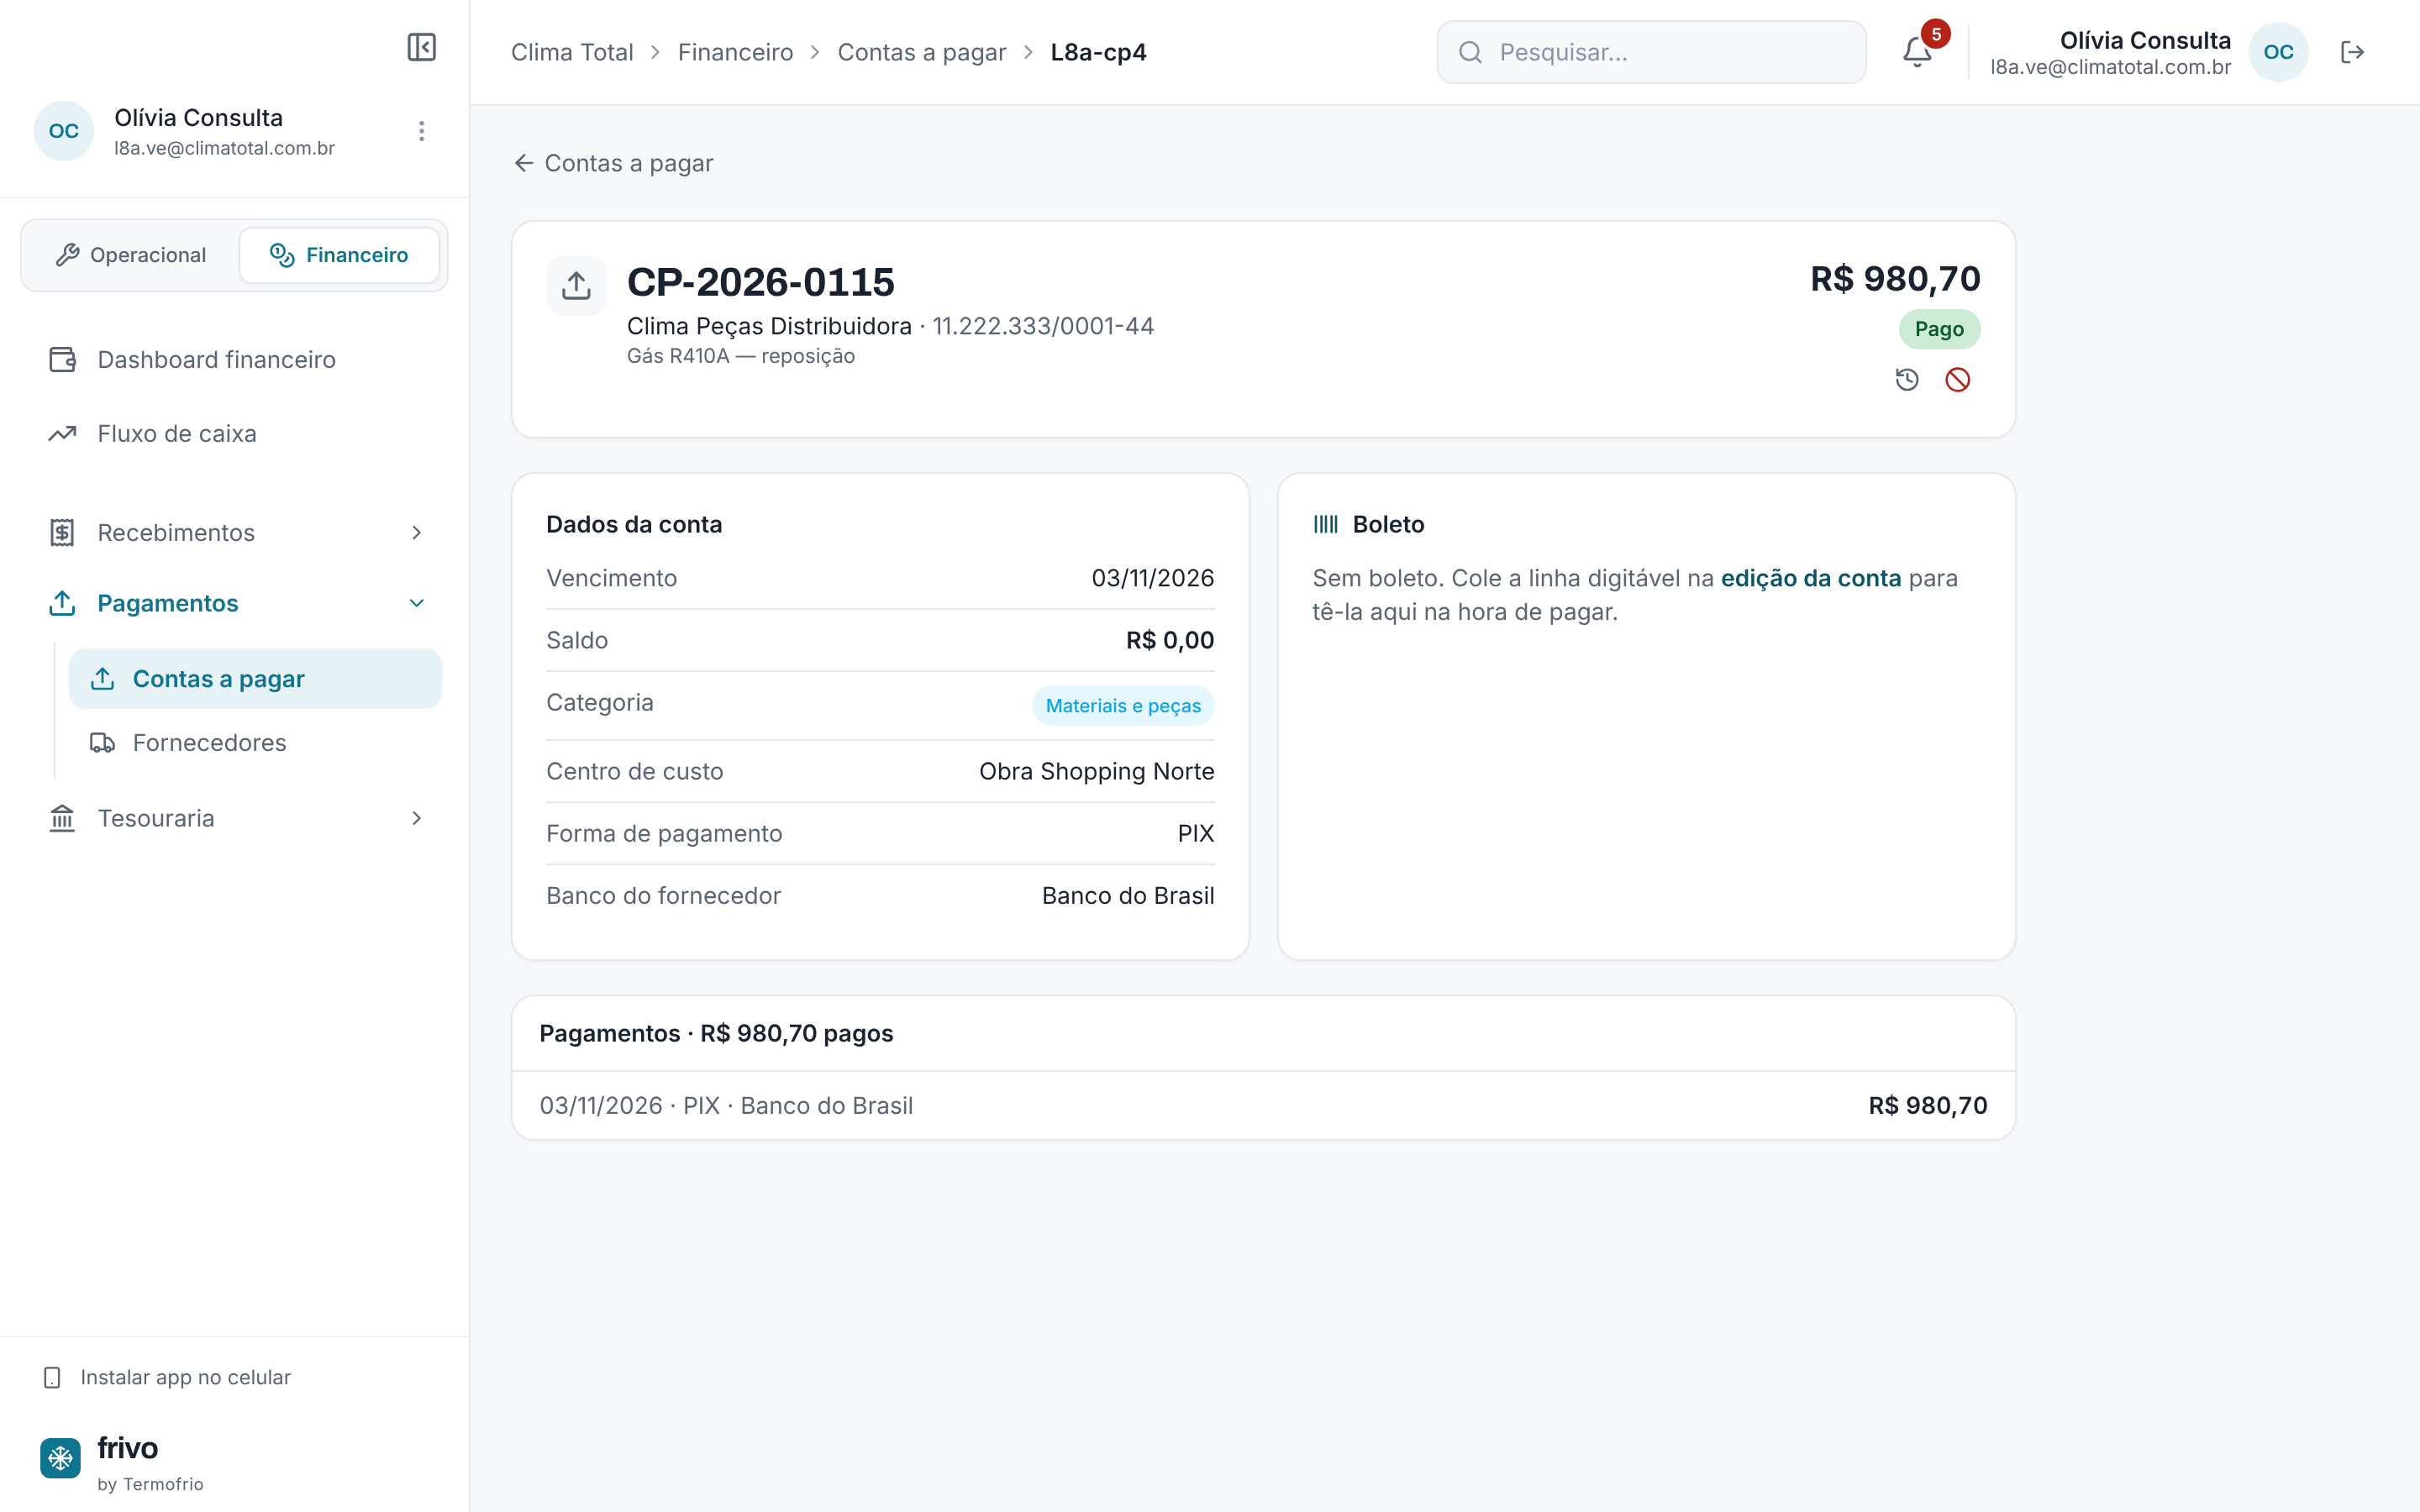 Olívia Consulta
OC
l8a.ve@climatotal.com.br
Operacional
Financeiro
Dashboard financeiro
Fluxo de caixa
Recebimentos
Pagamentos
Contas a pagar
Fornecedores
Tesouraria
Instalar app no celular
frivo
by Termofrio
Clima Total > Financeiro > Contas a pagar > L8a-cp4
Pesquisar...
5
Olívia Consulta
l8a.ve@climatotal.com.br
OC
← Contas a pagar
CP-2026-0115
Clima Peças Distribuidora · 11.222.333/0001-44
Gás R410A — reposição
R$ 980,70
Pago
Dados da conta
Vencimento 03/11/2026
Saldo R$ 0,00
Categoria Materiais e peças
Centro de custo Obra Shopping Norte
Forma de pagamento PIX
Banco do fornecedor Banco do Brasil
Boleto
Sem boleto. Cole a linha digitável na edição da conta para
tê-la aqui na hora de pagar.
Pagamentos · R$ 980,70 pagos
03/11/2026 · PIX · Banco do Brasil R$ 980,70